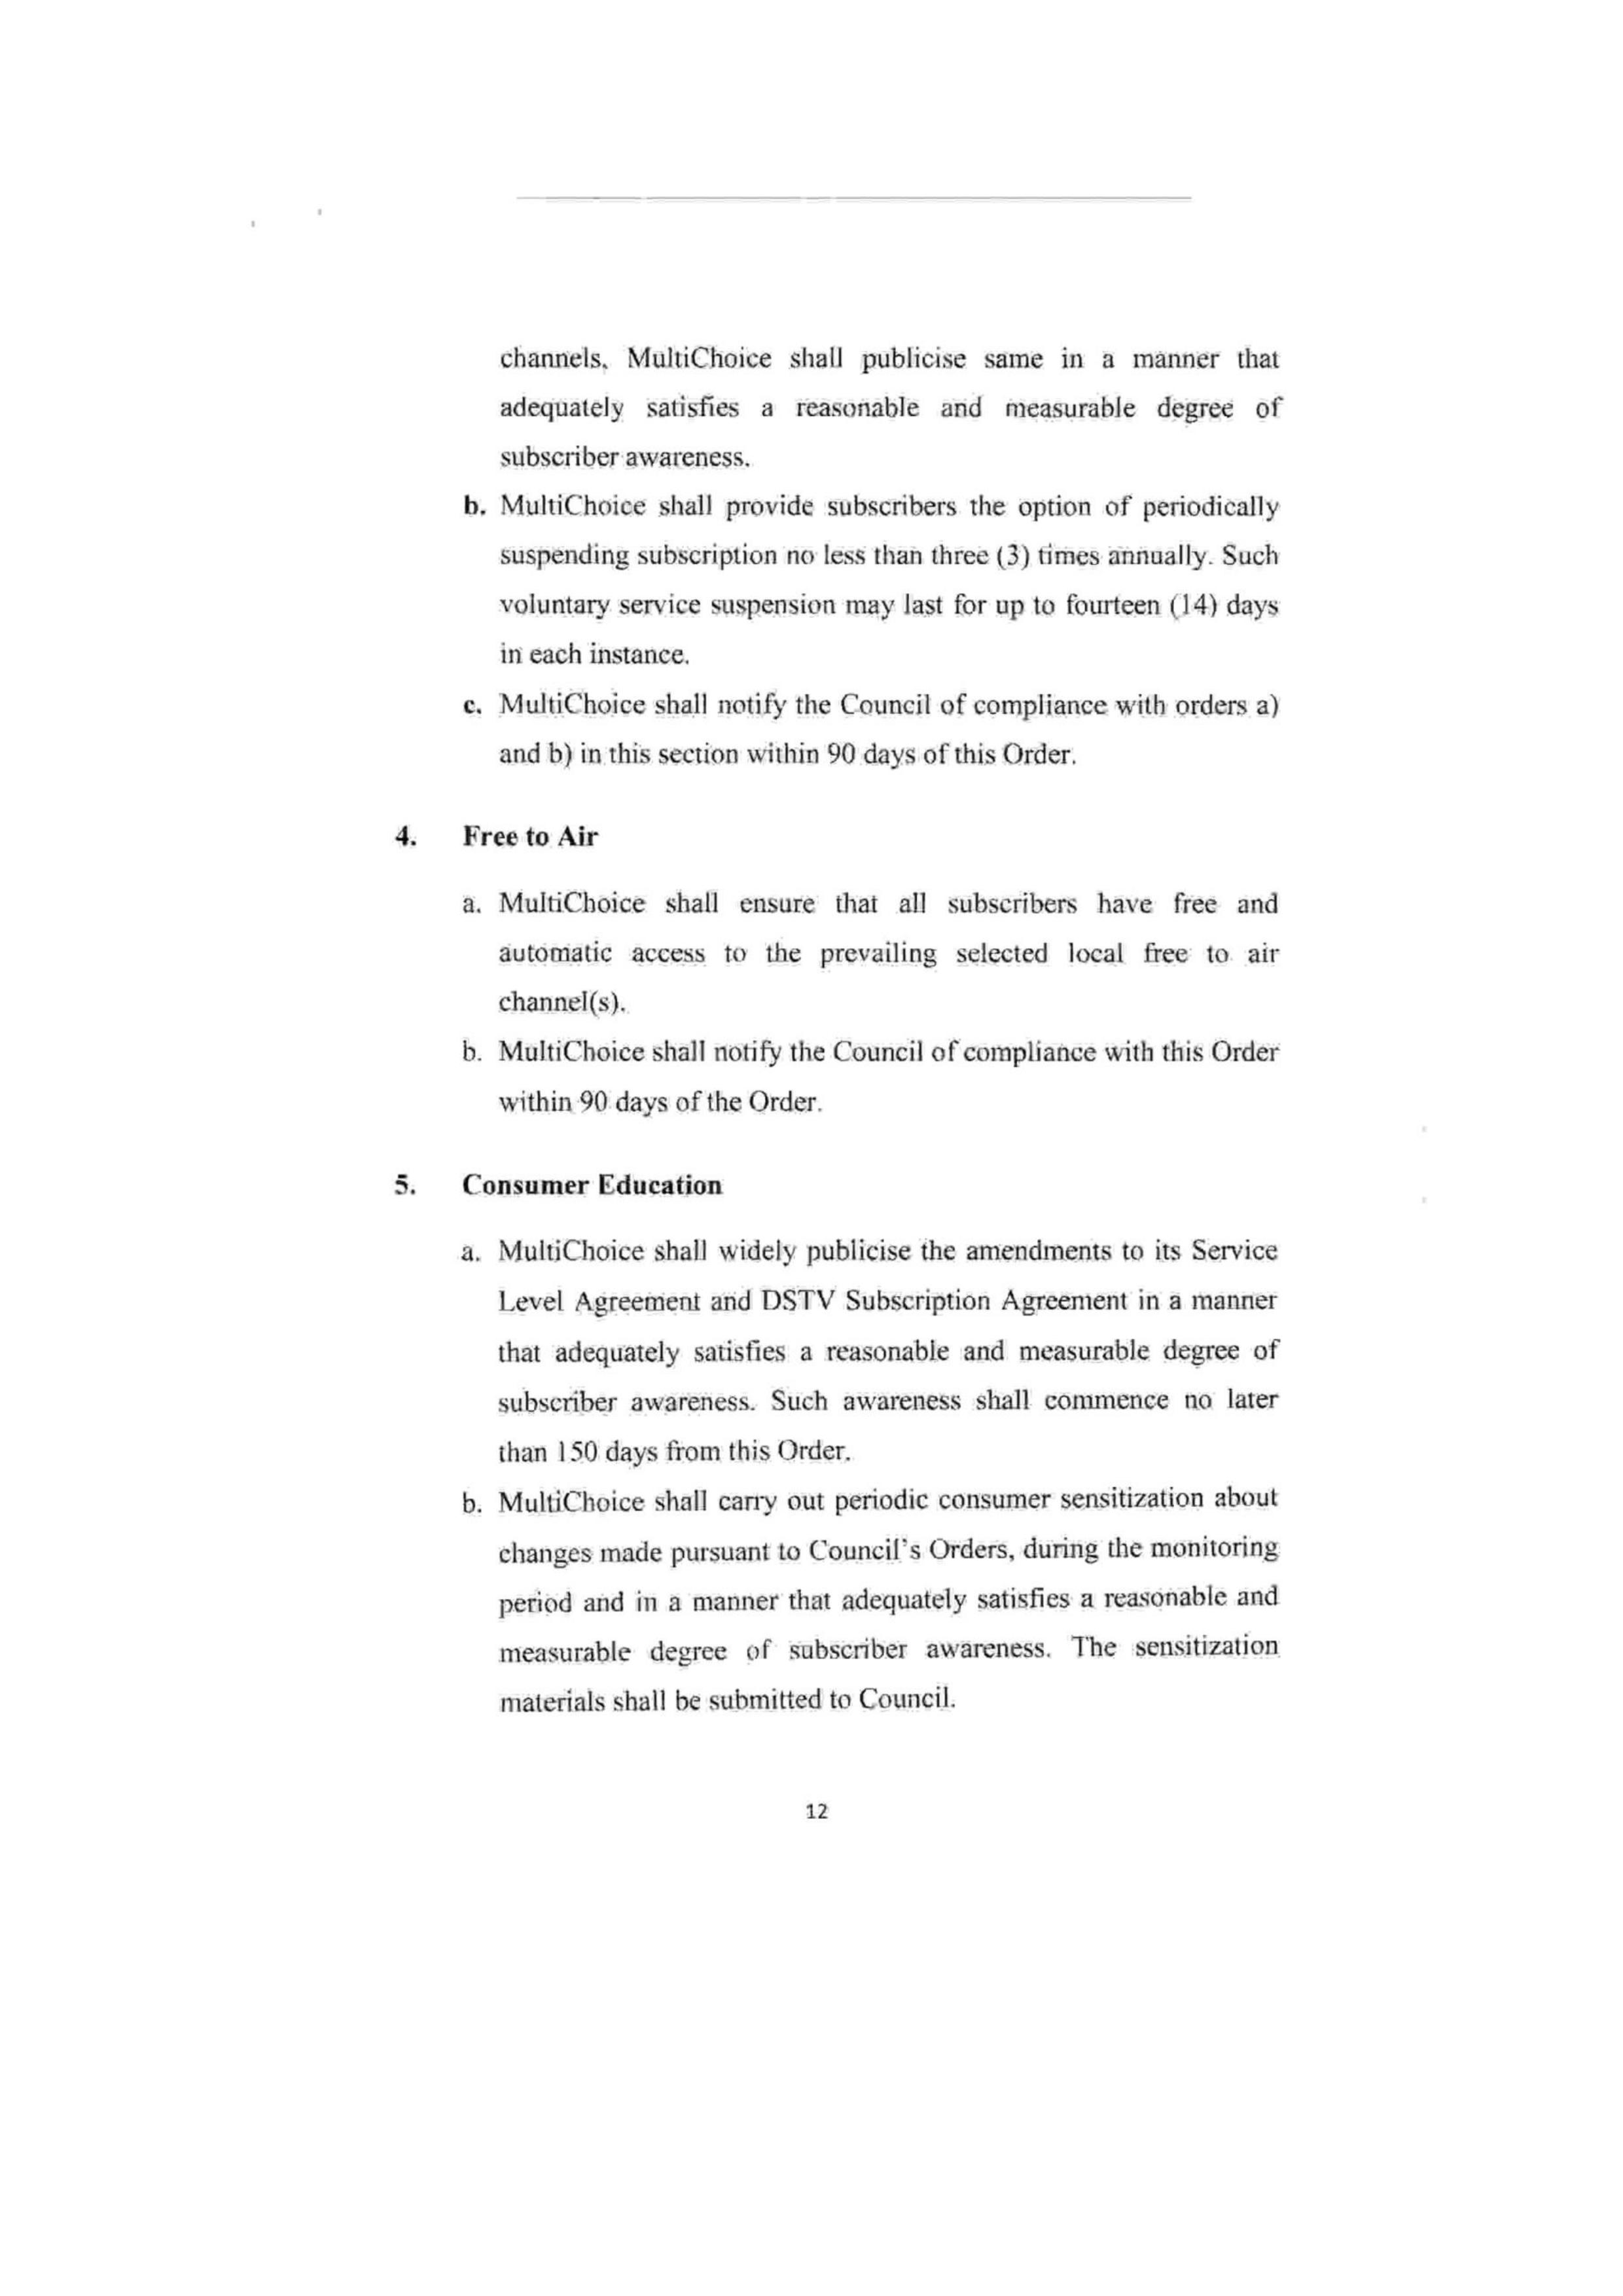 channels, MultiChoice shall publicise same in a manner that
adequately satisfies a reasonable and measurable degree of
subscriber awareness.
b. MultiChoice shall provide subscribers the option of periodically
suspending subscription no less than three (3) times annually. Such
voluntary service suspension may last for up to fourteen (14) days
in each instance.
c. MultiChoice shall notify the Council of compliance with orders a)
and b) in this section within 90 days of this Order.
4. Free to Air
a. MultiChoice shall ensure that all subscribers have free and
automatic access to the prevailing selected local free to air
channel(s).
b. MultiChoice shall notify the Council of compliance with this Order
within 90 days of the Order.
5. Consumer Education
a. MultiChoice shall widely publicise the amendments to its Service
Level Agreement and DSTV Subscription Agreement in a manner
that adequately satisfies a reasonable and measurable degree of
subscriber awareness. Such awareness shall commence no later
than 150 days from this Order.
b. MultiChoice shall carry out periodic consumer sensitization about
changes made pursuant to Council's Orders, during the monitoring
period and in a manner that adequately satisfies a reasonable and
measurable degree of subscriber awareness. The sensitization
materials shall be submitted to Council.
12